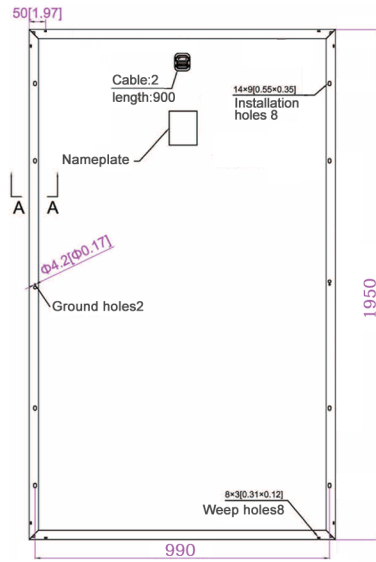 50[1.97]
Cable:2
length:900
14×9[0.55×0.35]
Installation
holes 8
Nameplate
A A
Φ4.2[Φ0.17]
Ground holes2
1950
8×3[0.31×0.12]
Weep holes8
990